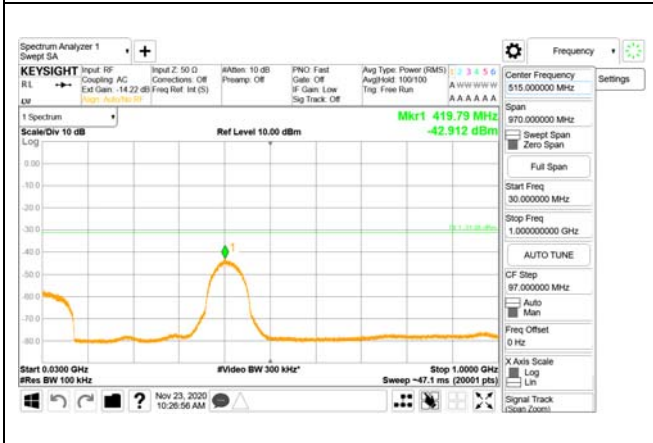 Spectrum Analyzer 1
Swept SA
+
Frequency
KEYSIGHT
RL
Input: RF
Coupling: AC
Ext Gain: -14.22 dB
Align: Auto/No RF
Input Z: 50 Ω
Corrections: Off
Freq Ref: Int (S)
#Atten: 10 dB
Preamp: Off
PNO: Fast
Gate: Off
IF Gain: Low
Sig Track: Off
Avg Type: Power (RMS)
Avg|Hold: 100/100
Trig: Free Run
1 2 3 4 5 6
A W W W W W
A A A A A A
1 Spectrum
Scale/Div 10 dB
Ref Level 10.00 dBm
Mkr1 419.79 MHz
-42.912 dBm
Log
0.00
-10.0
-20.0
-30.0
-40.0
-50.0
-60.0
-70.0
-80.0
1
Start 0.0300 GHz
#Res BW 100 kHz
#Video BW 300 kHz*
Stop 1.0000 GHz
Sweep ~47.1 ms (20001 pts)
?
Nov 23, 2020
10:26:56 AM
Center Frequency
515.000000 MHz
Span
970.000000 MHz
Swept Span
Zero Span
Full Span
Start Freq
30.000000 MHz
Stop Freq
1.000000000 GHz
AUTO TUNE
CF Step
97.000000 MHz
Auto
Man
Freq Offset
0 Hz
X Axis Scale
Log
Lin
Signal Track
(Span Zoom)
Settings